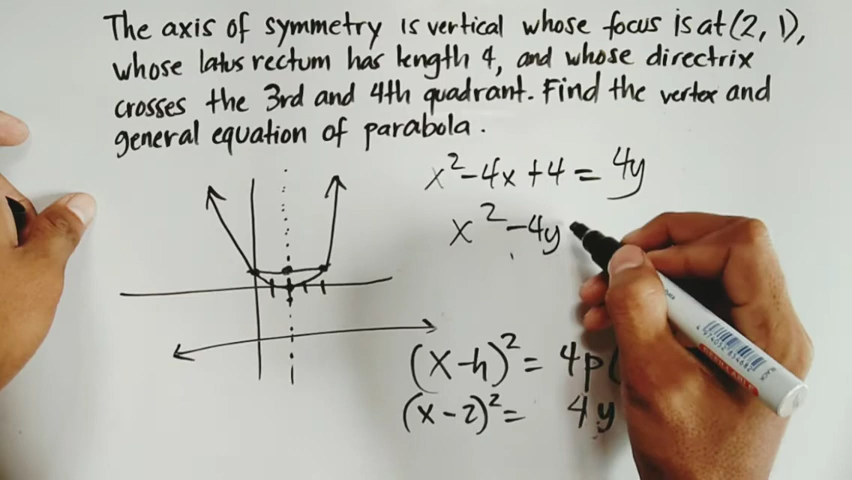 The axis of symmetry is vertical whose focus is at (2, 1),
whose latus rectum has length 4, and whose directrix
crosses the 3rd and 4th quadrant. Find the vertex and
general equation of parabola.
x² - 4x + 4 = 4y
x² - 4y
(x - h)² = 4p(
(x - 2)² = 4y
BLACK